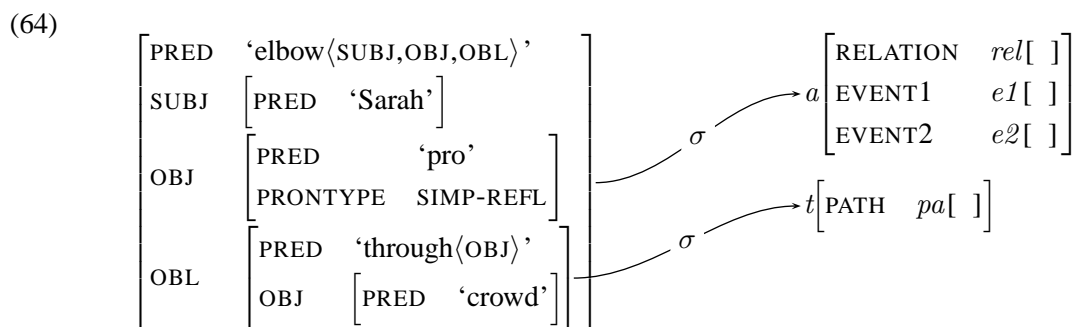 (64)
PRED ‘elbow⟨SUBJ,OBJ,OBL⟩’
SUBJ [PRED ‘Sarah’]
OBJ [PRED ‘pro’
PRONTYPE SIMP-REFL]
OBL [PRED ‘through⟨OBJ⟩’
OBJ [PRED ‘crowd’]]
σ
a [RELATION rel[ ]
EVENT1 e1[ ]
EVENT2 e2[ ]]
σ
t [PATH pa[ ]]